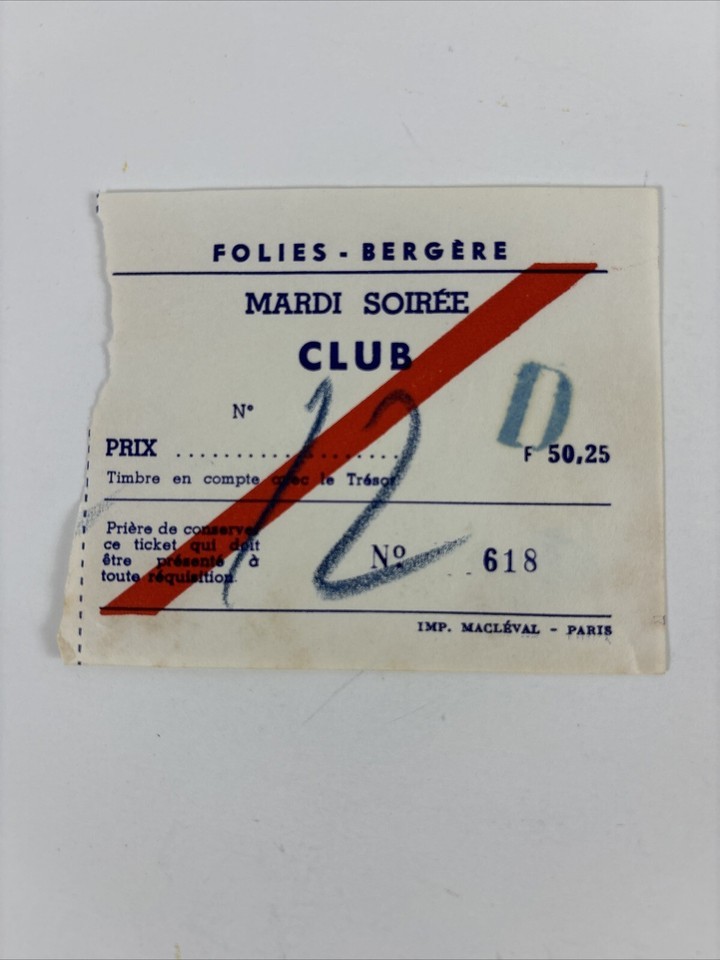 FOLIES - BERGÈRE
MARDI SOIRÉE
CLUB
N°
12
D
PRIX ........................ F 50,25
Timbre en compte avec le Trésor
Prière de conserver
ce ticket qui doit
être présenté à
toute réquisition.
No 618
IMP. MACLÉVAL - PARIS